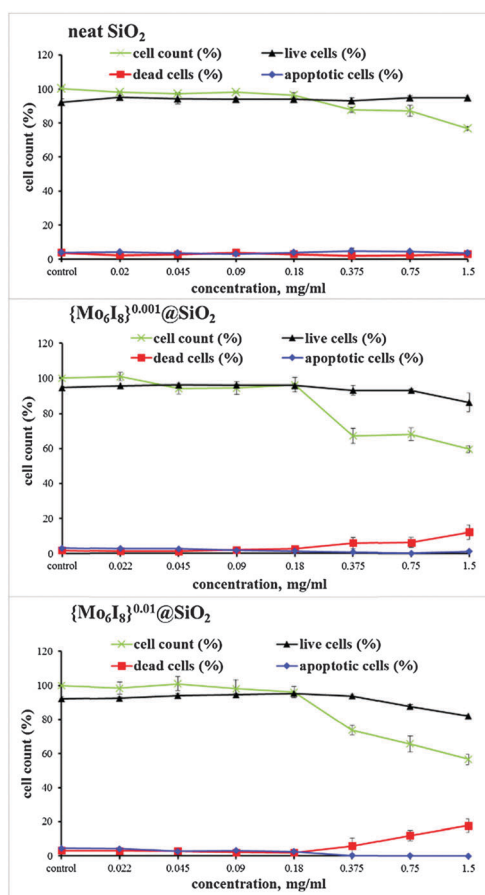 neat SiO₂
cell count (%) live cells (%)
dead cells (%) apoptotic cells (%)
cell count (%)
120
100
80
60
40
20
0
control 0.02 0.045 0.09 0.18 0.375 0.75 1.5
concentration, mg/ml
{Mo₆I₈}⁰·⁰⁰¹@SiO₂
cell count (%) live cells (%)
dead cells (%) apoptotic cells (%)
cell count (%)
120
100
80
60
40
20
0
control 0.022 0.045 0.09 0.18 0.375 0.75 1.5
concentration, mg/ml
{Mo₆I₈}⁰·⁰¹@SiO₂
cell count (%) live cells (%)
dead cells (%) apoptotic cells (%)
cell count (%)
120
100
80
60
40
20
0
control 0.022 0.045 0.09 0.18 0.375 0.75 1.5
concentration, mg/ml